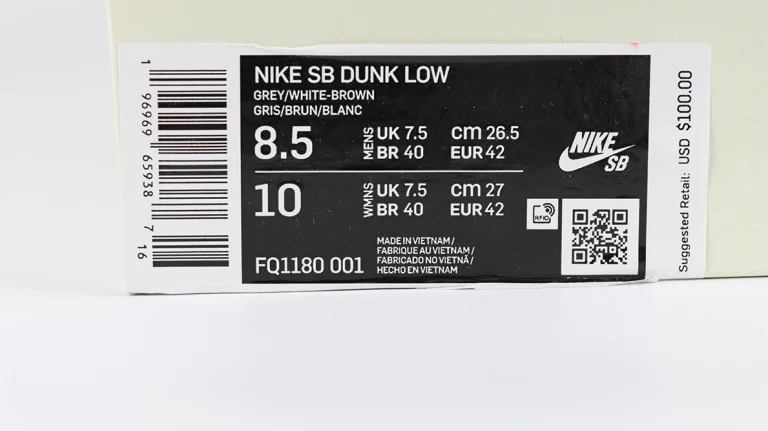 NIKE SB DUNK LOW
GREY/WHITE-BROWN
GRIS/BRUN/BLANC
8.5 MENS UK 7.5 cm 26.5
BR 40 EUR 42
10 WMNS UK 7.5 cm 27
BR 40 EUR 42
FQ1180 001
MADE IN VIETNAM /
FABRIQUE AU VIETNAM /
FABRICADO NO VIETNÃ /
HECHO EN VIETNAM
NIKE
SB
RFID
1 96969 65938 7 16
Suggested Retail: USD $100.00